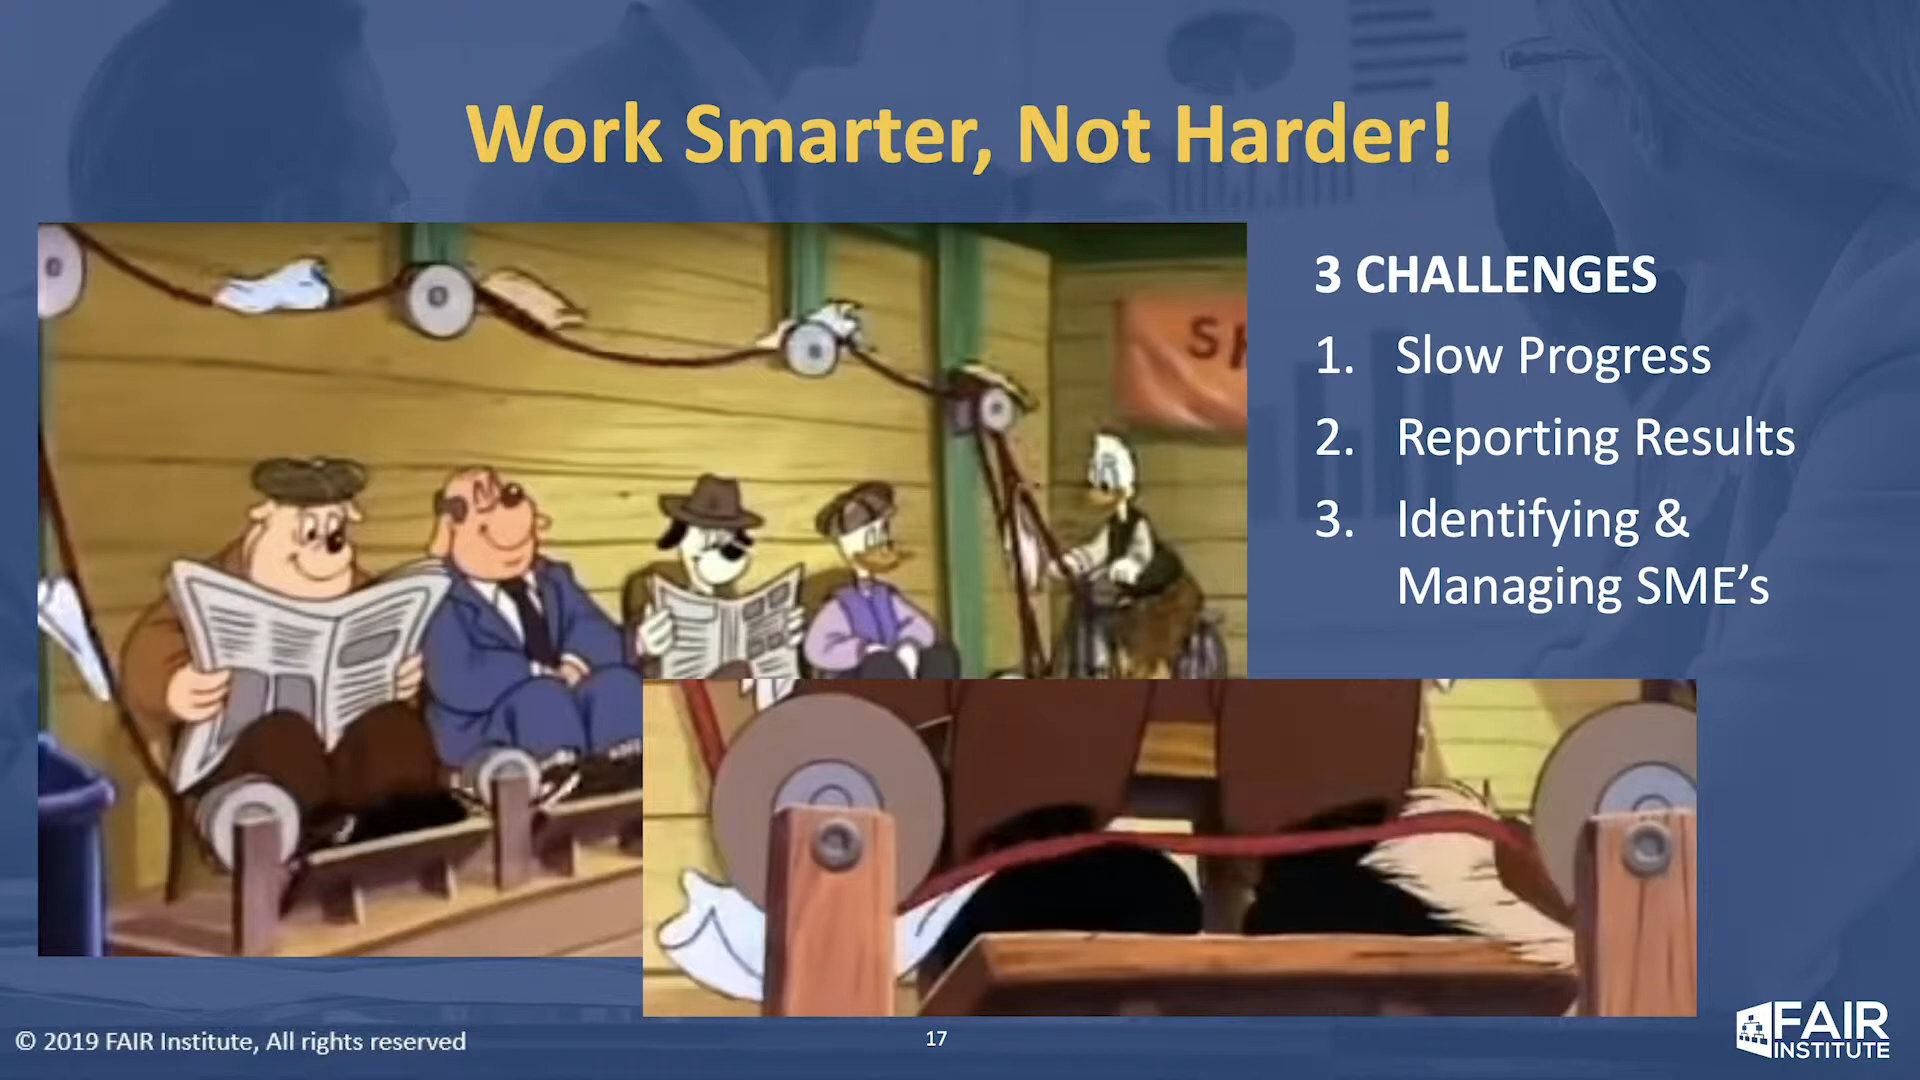 Work Smarter, Not Harder!
3 CHALLENGES
1. Slow Progress
2. Reporting Results
3. Identifying &
Managing SME’s
© 2019 FAIR Institute, All rights reserved
17
FAIR
INSTITUTE